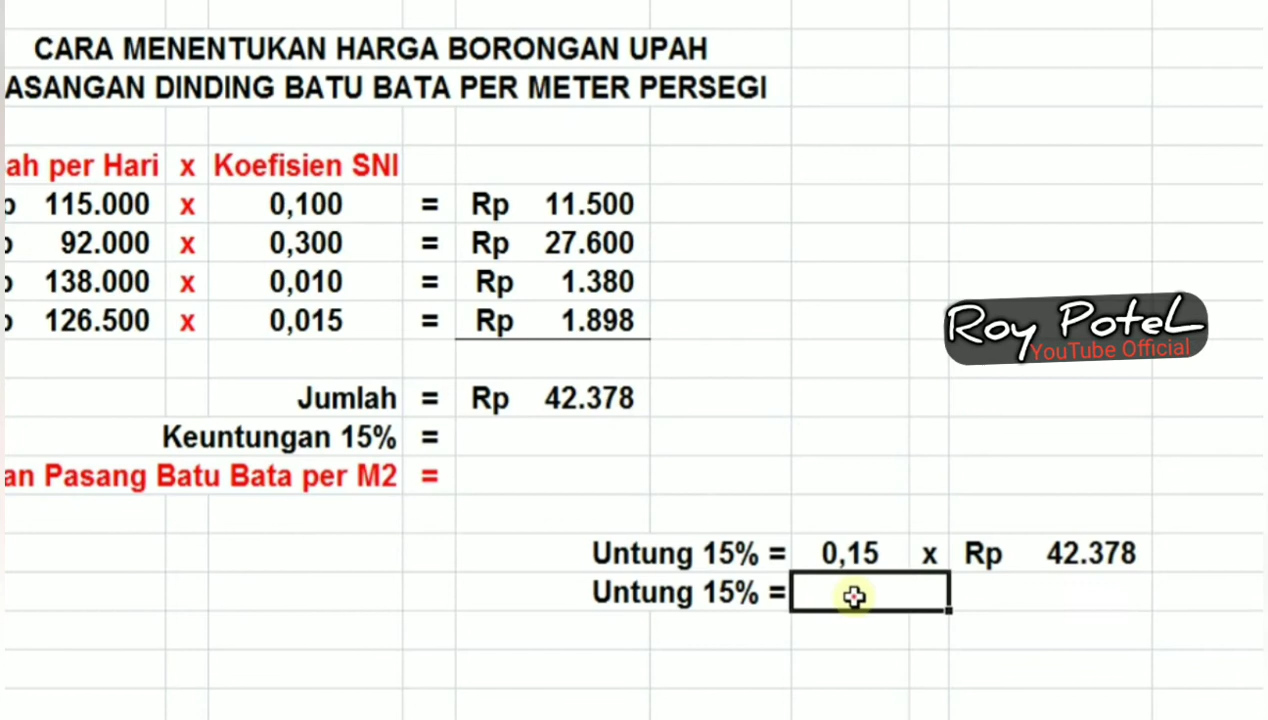 CARA MENENTUKAN HARGA BORONGAN UPAH
ASANGAN DINDING BATU BATA PER METER PERSEGI
ah per Hari x Koefisien SNI
115.000 x 0,100 = Rp 11.500
92.000 x 0,300 = Rp 27.600
138.000 x 0,010 = Rp 1.380
126.500 x 0,015 = Rp 1.898
Jumlah = Rp 42.378
Keuntungan 15% =
an Pasang Batu Bata per M2 =
Untung 15% = 0,15 x Rp 42.378
Untung 15% =
Roy PoteL
YouTube Official